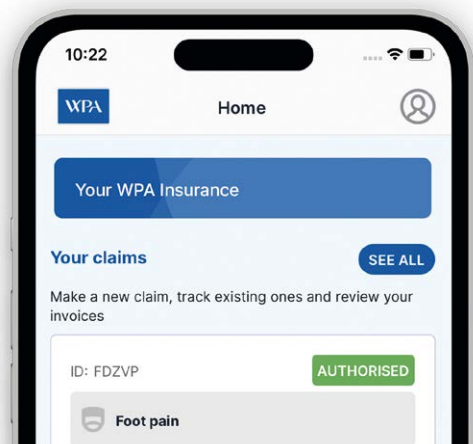 10:22
WPA
Home
Your WPA Insurance
Your claims
SEE ALL
Make a new claim, track existing ones and review your
invoices
ID: FDZVP
AUTHORISED
Foot pain